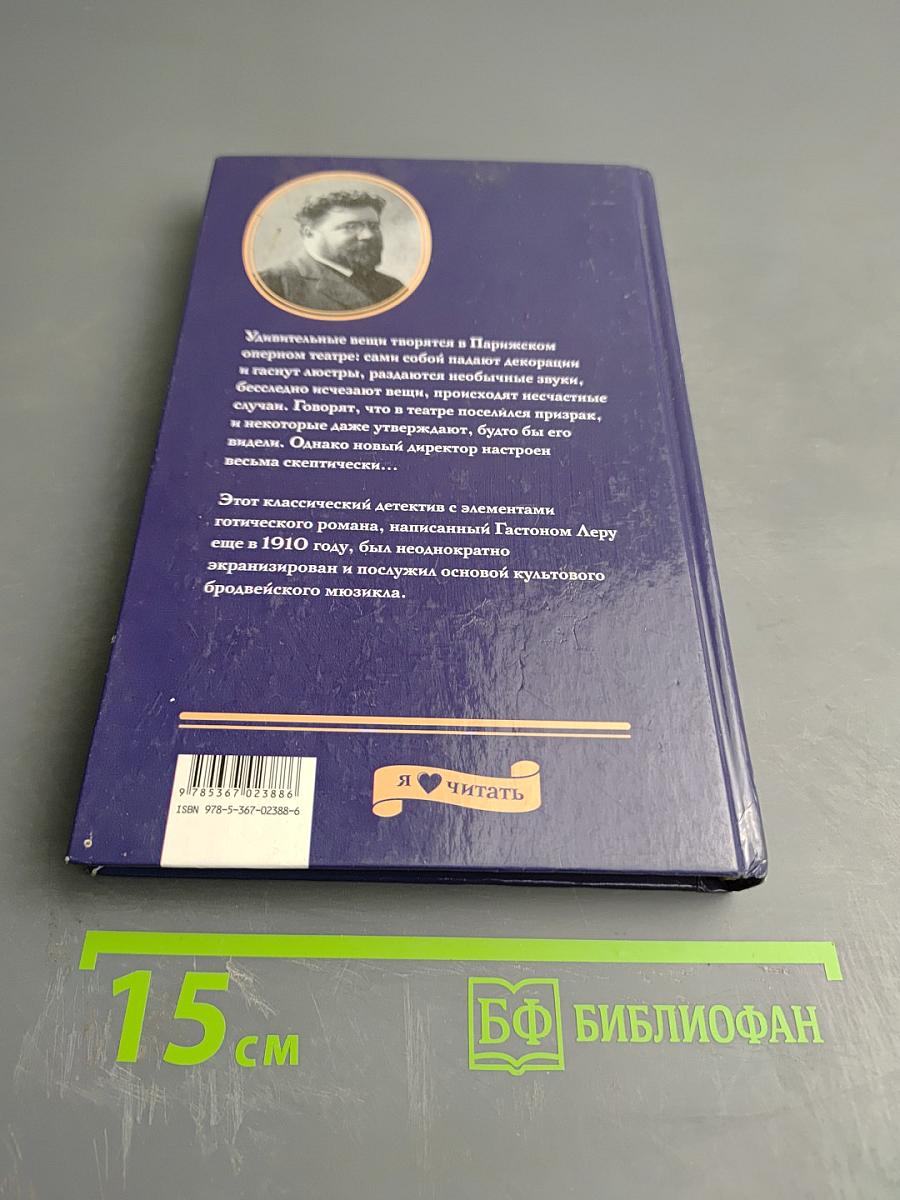 Удивительные вещи творятся в Парижском
оперном театре: сами собой падают декорации
и гаснут люстры, раздаются необычные звуки,
бесследно исчезают вещи, происходят несчастные
случаи. Говорят, что в театре поселился призрак,
и некоторые даже утверждают, будто бы его
видели. Однако новый директор настроен
весьма скептически...
Этот классический детектив с элементами
готического романа, написанный Гастоном Леру
еще в 1910 году, был неоднократно
экранизирован и послужил основой культового
бродвейского мюзикла.
9 785367 023886
ISBN 978-5-367-02388-6
я читать
15 см
БФ БИБЛИОФАН